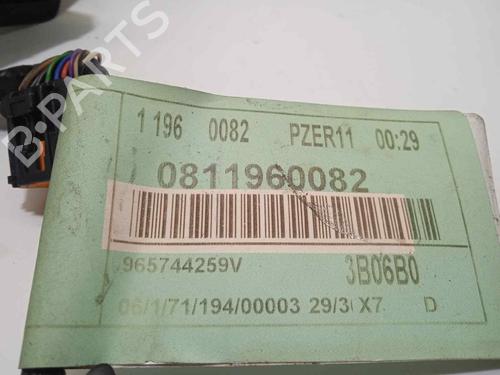 B-PARTS
1 196 0082 PZER11 00:29
0811960082
965744259V 3B06B0
06/1/71/194/00003 29/3 X7 D